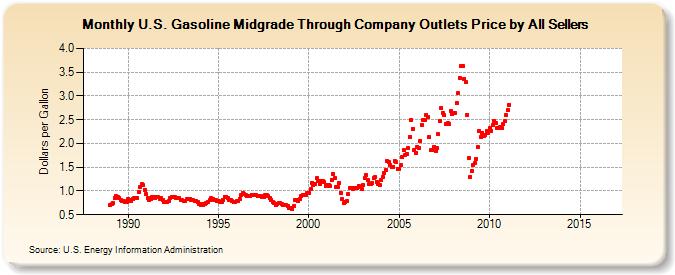 Monthly U.S. Gasoline Midgrade Through Company Outlets Price by All Sellers
Dollars per Gallon
4.0
3.5
3.0
2.5
2.0
1.5
1.0
0.5
1990 1995 2000 2005 2010 2015
Source: U.S. Energy Information Administration